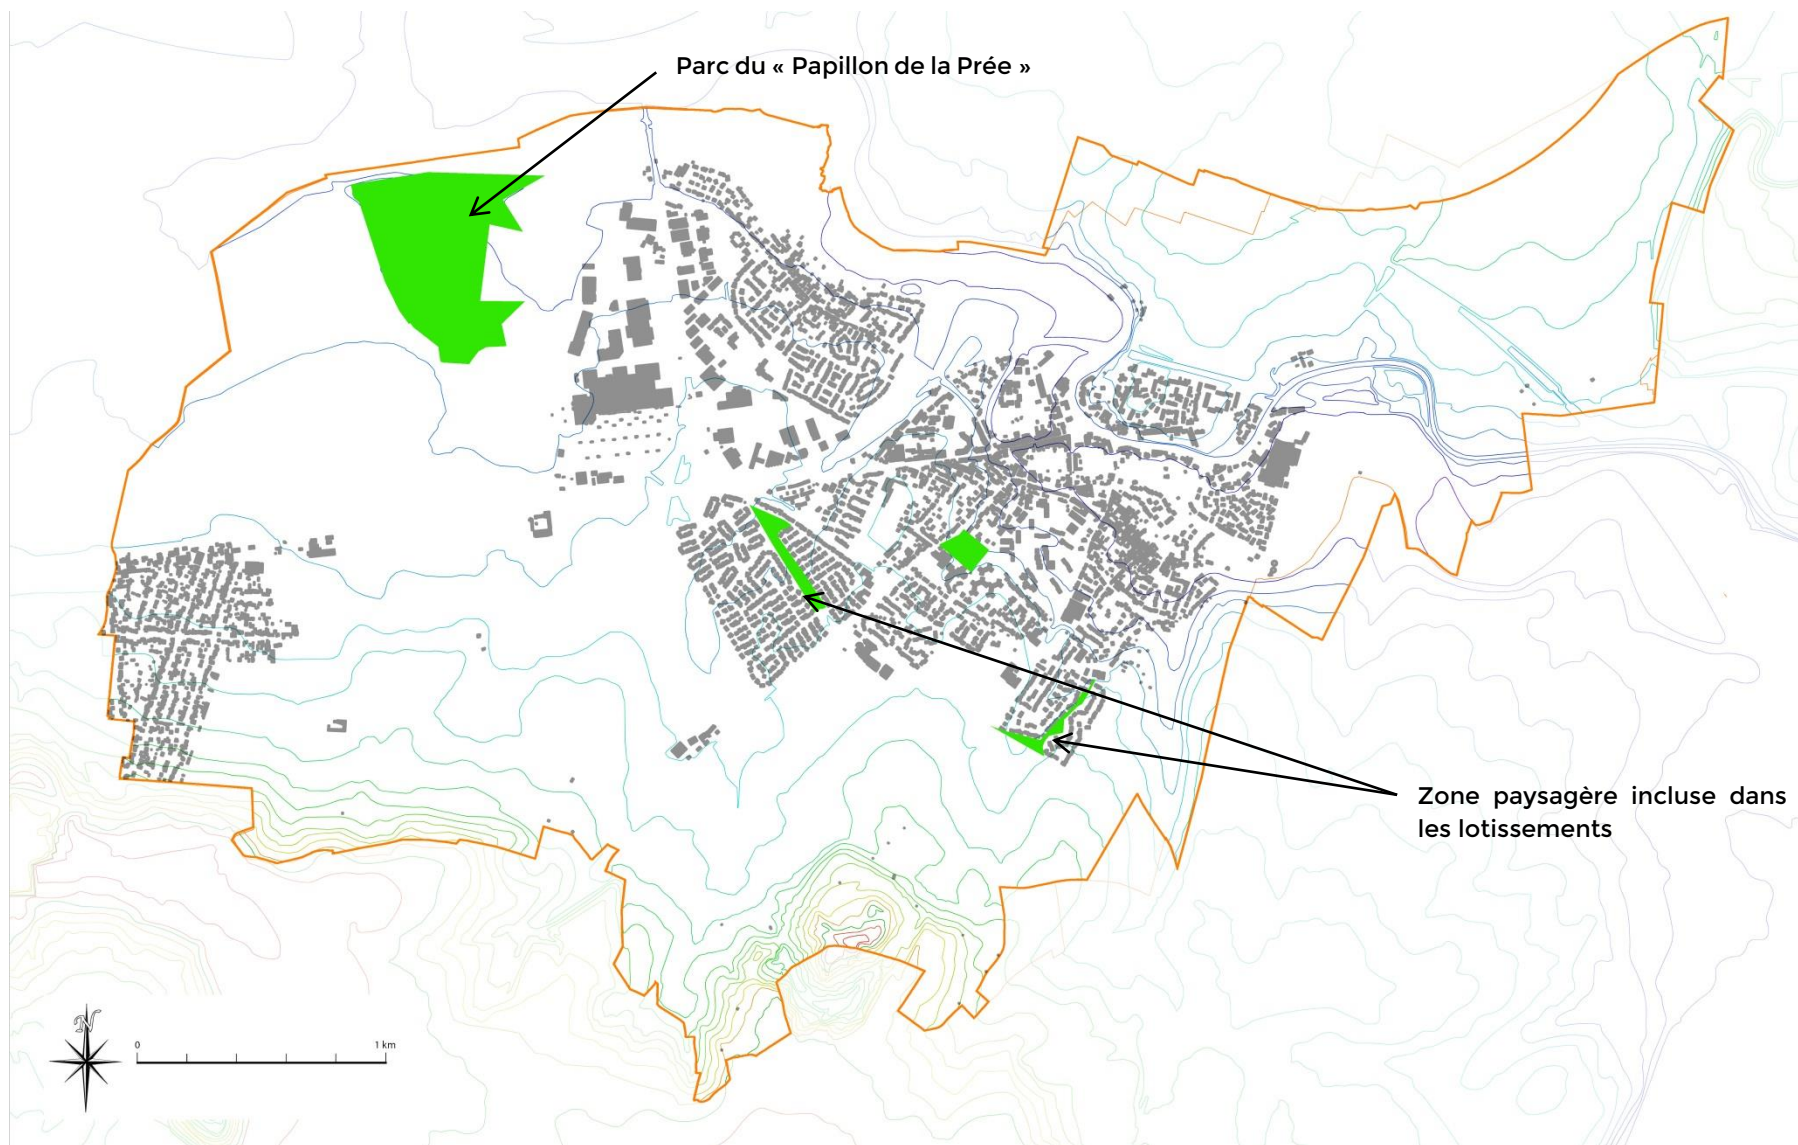 Parc du « Papillon de la Prée »
Zone paysagère incluse dans
les lotissements
N
0
1 km